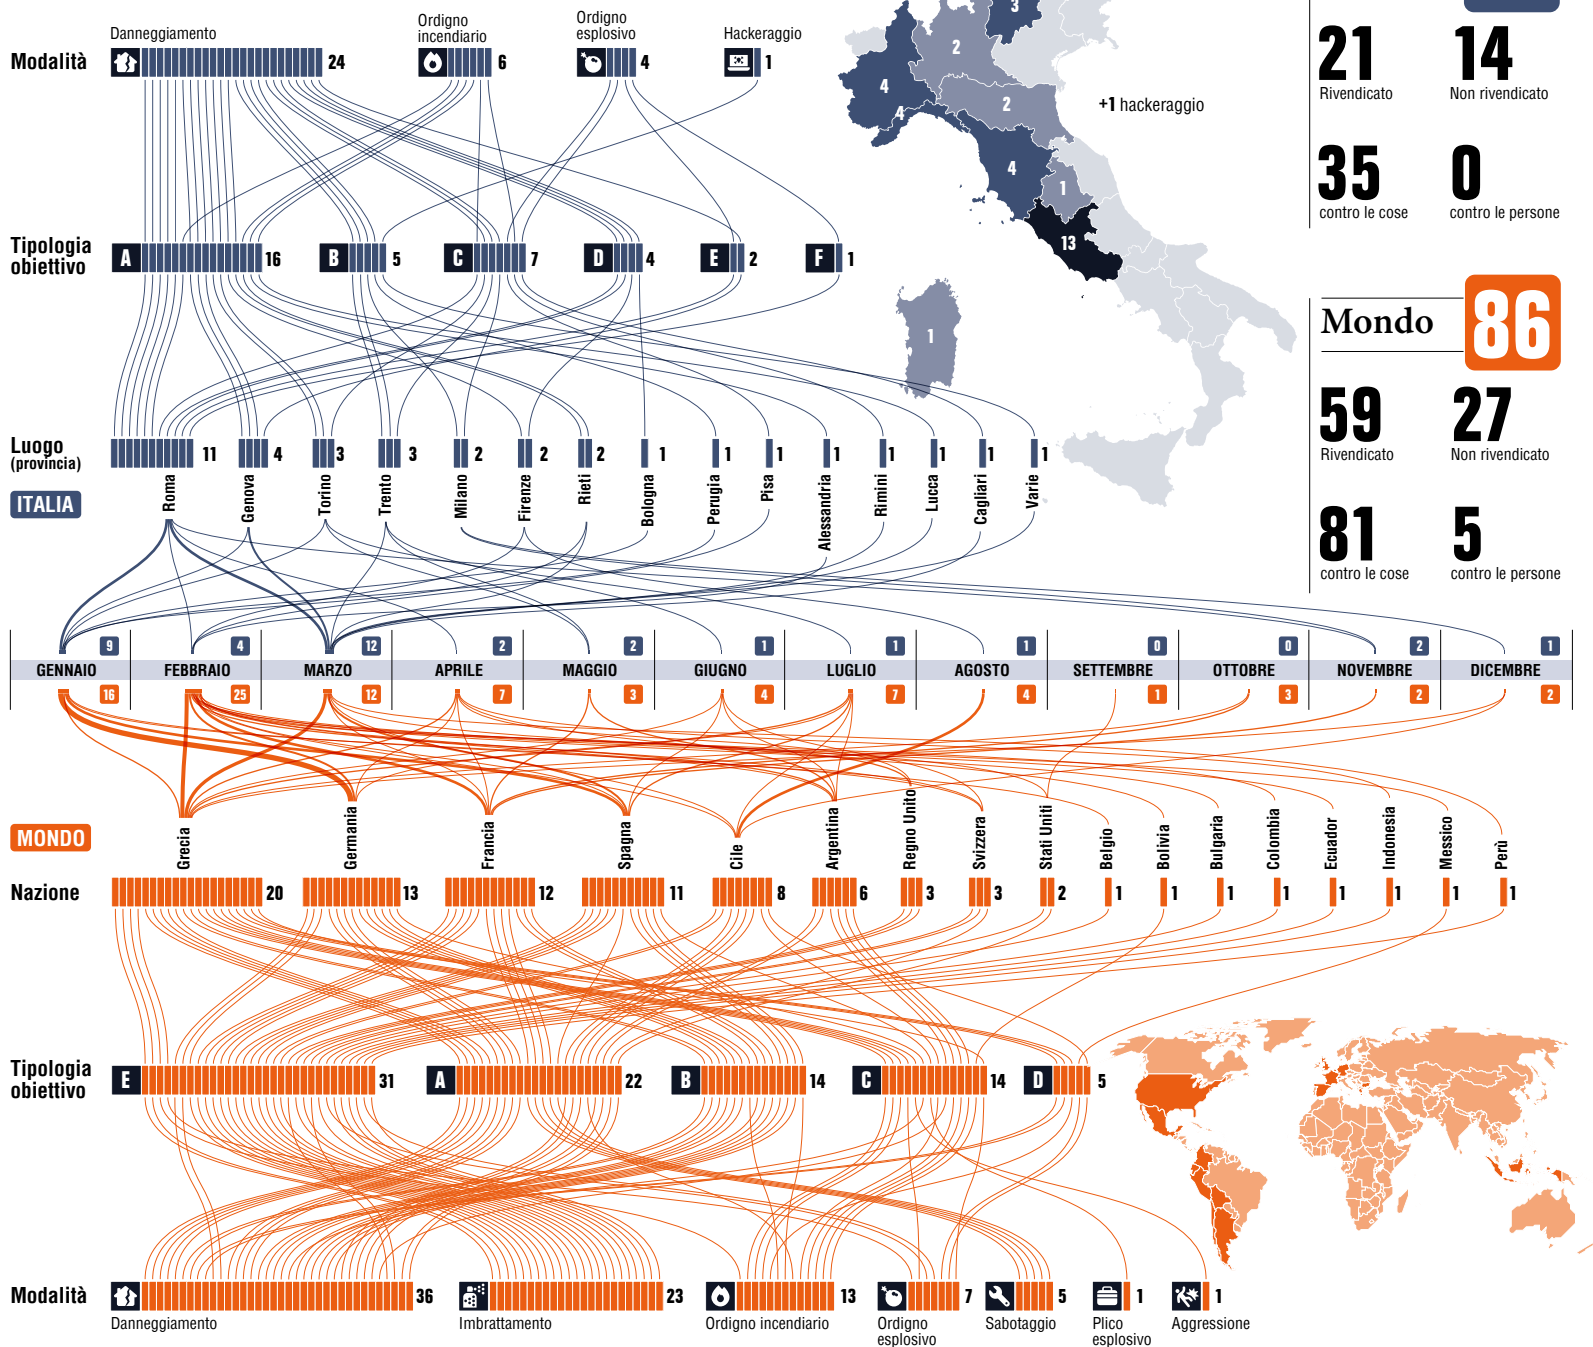 Modalità
Danneggiamento
24
Ordigno
incendiario
6
Ordigno
esplosivo
4
Hackeraggio
1
3
2
4
4
2
4
1
13
1
+1 hackeraggio
21
Rivendicato
14
Non rivendicato
35
contro le cose
0
contro le persone
Tipologia
obiettivo
A 16
B 5
C 7
D 4
E 2
F 1
Mondo
86
59
Rivendicato
27
Non rivendicato
81
contro le cose
5
contro le persone
Luogo
(provincia)
11 4 3 3 2 2 2 1 1 1 1 1 1 1 1
ITALIA
Roma
Genova
Torino
Trento
Milano
Firenze
Rieti
Bologna
Perugia
Pisa
Alessandria
Rimini
Lucca
Cagliari
Varie
9 4 12 2 2 1 1 1 0 0 2 1
GENNAIO FEBBRAIO MARZO APRILE MAGGIO GIUGNO LUGLIO AGOSTO SETTEMBRE OTTOBRE NOVEMBRE DICEMBRE
16 25 12 7 3 4 7 4 1 3 2 2
MONDO
Grecia
Germania
Francia
Spagna
Cile
Argentina
Regno Unito
Svizzera
Stati Uniti
Belgio
Bolivia
Bulgaria
Colombia
Ecuador
Indonesia
Messico
Perù
Nazione
20 13 12 11 8 6 3 3 2 1 1 1 1 1 1 1 1
Tipologia
obiettivo
E 31
A 22
B 14
C 14
D 5
Modalità
36
Danneggiamento
23
Imbrattamento
13
Ordigno incendiario
7
Ordigno
esplosivo
5
Sabotaggio
1
Plico
esplosivo
1
Aggressione